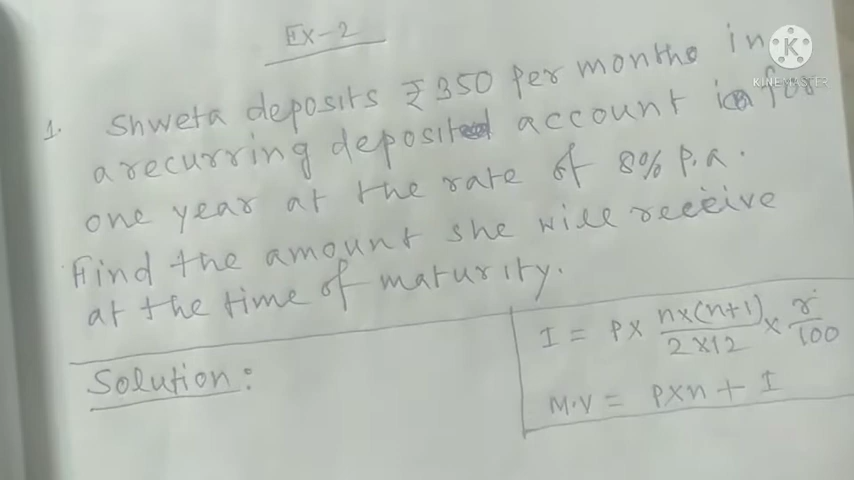 Ex-2
KINEMASTER
1. Shweta deposits ₹350 per months in
a recurring deposit account for
one year at the rate of 8% P.A.
Find the amount she will receive
at the time of maturity.
I = P× n×(n+1)/2×12 × r/100
Solution:
M.V = P×n + I